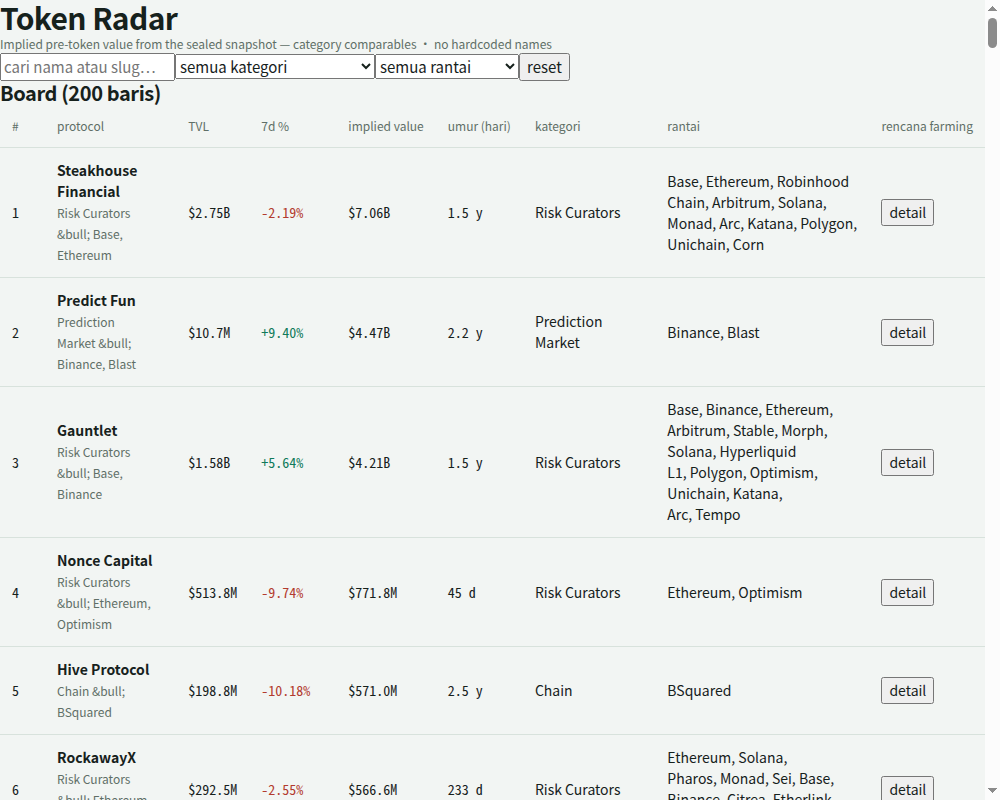 Token Radar
Implied pre-token value from the sealed snapshot — category comparables • no hardcoded names
cari nama atau slug… semua kategori semua rantai reset
Board (200 baris)
# protocol TVL 7d % implied value umur (hari) kategori rantai rencana farming
1 Steakhouse Financial Risk Curators &bull; Base, Ethereum $2.75B -2.19% $7.06B 1.5 y Risk Curators Base, Ethereum, Robinhood Chain, Arbitrum, Solana, Monad, Arc, Katana, Polygon, Unichain, Corn detail
2 Predict Fun Prediction Market &bull; Binance, Blast $10.7M +9.40% $4.47B 2.2 y Prediction Market Binance, Blast detail
3 Gauntlet Risk Curators &bull; Base, Binance $1.58B +5.64% $4.21B 1.5 y Risk Curators Base, Binance, Ethereum, Arbitrum, Stable, Morph, Solana, Hyperliquid L1, Polygon, Optimism, Unichain, Katana, Arc, Tempo detail
4 Nonce Capital Risk Curators &bull; Ethereum, Optimism $513.8M -9.74% $771.8M 45 d Risk Curators Ethereum, Optimism detail
5 Hive Protocol Chain &bull; BSquared $198.8M -10.18% $571.0M 2.5 y Chain BSquared detail
6 RockawayX Risk Curators &bull; Ethereum $292.5M -2.55% $566.6M 233 d Risk Curators Ethereum, Solana, Pharos, Monad, Sei, Base, Binance, Citrea, Etherlink detail